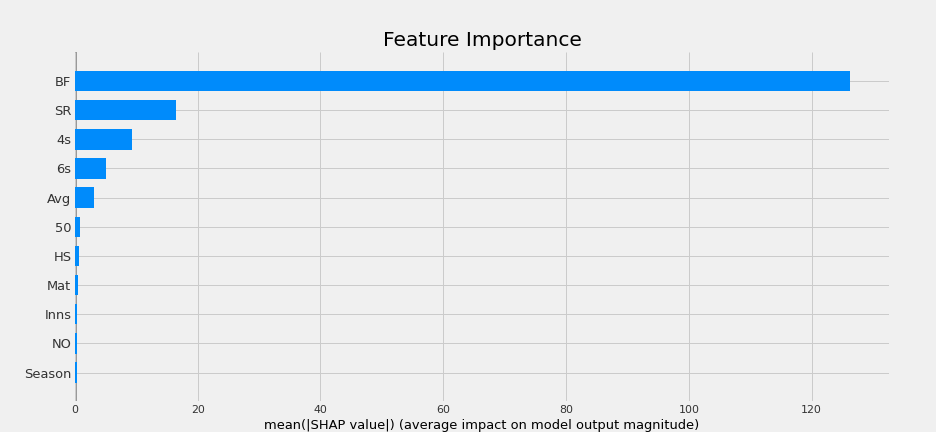 Feature Importance
BF
SR
4s
6s
Avg
50
HS
Mat
Inns
NO
Season
0 20 40 60 80 100 120
mean(|SHAP value|) (average impact on model output magnitude)